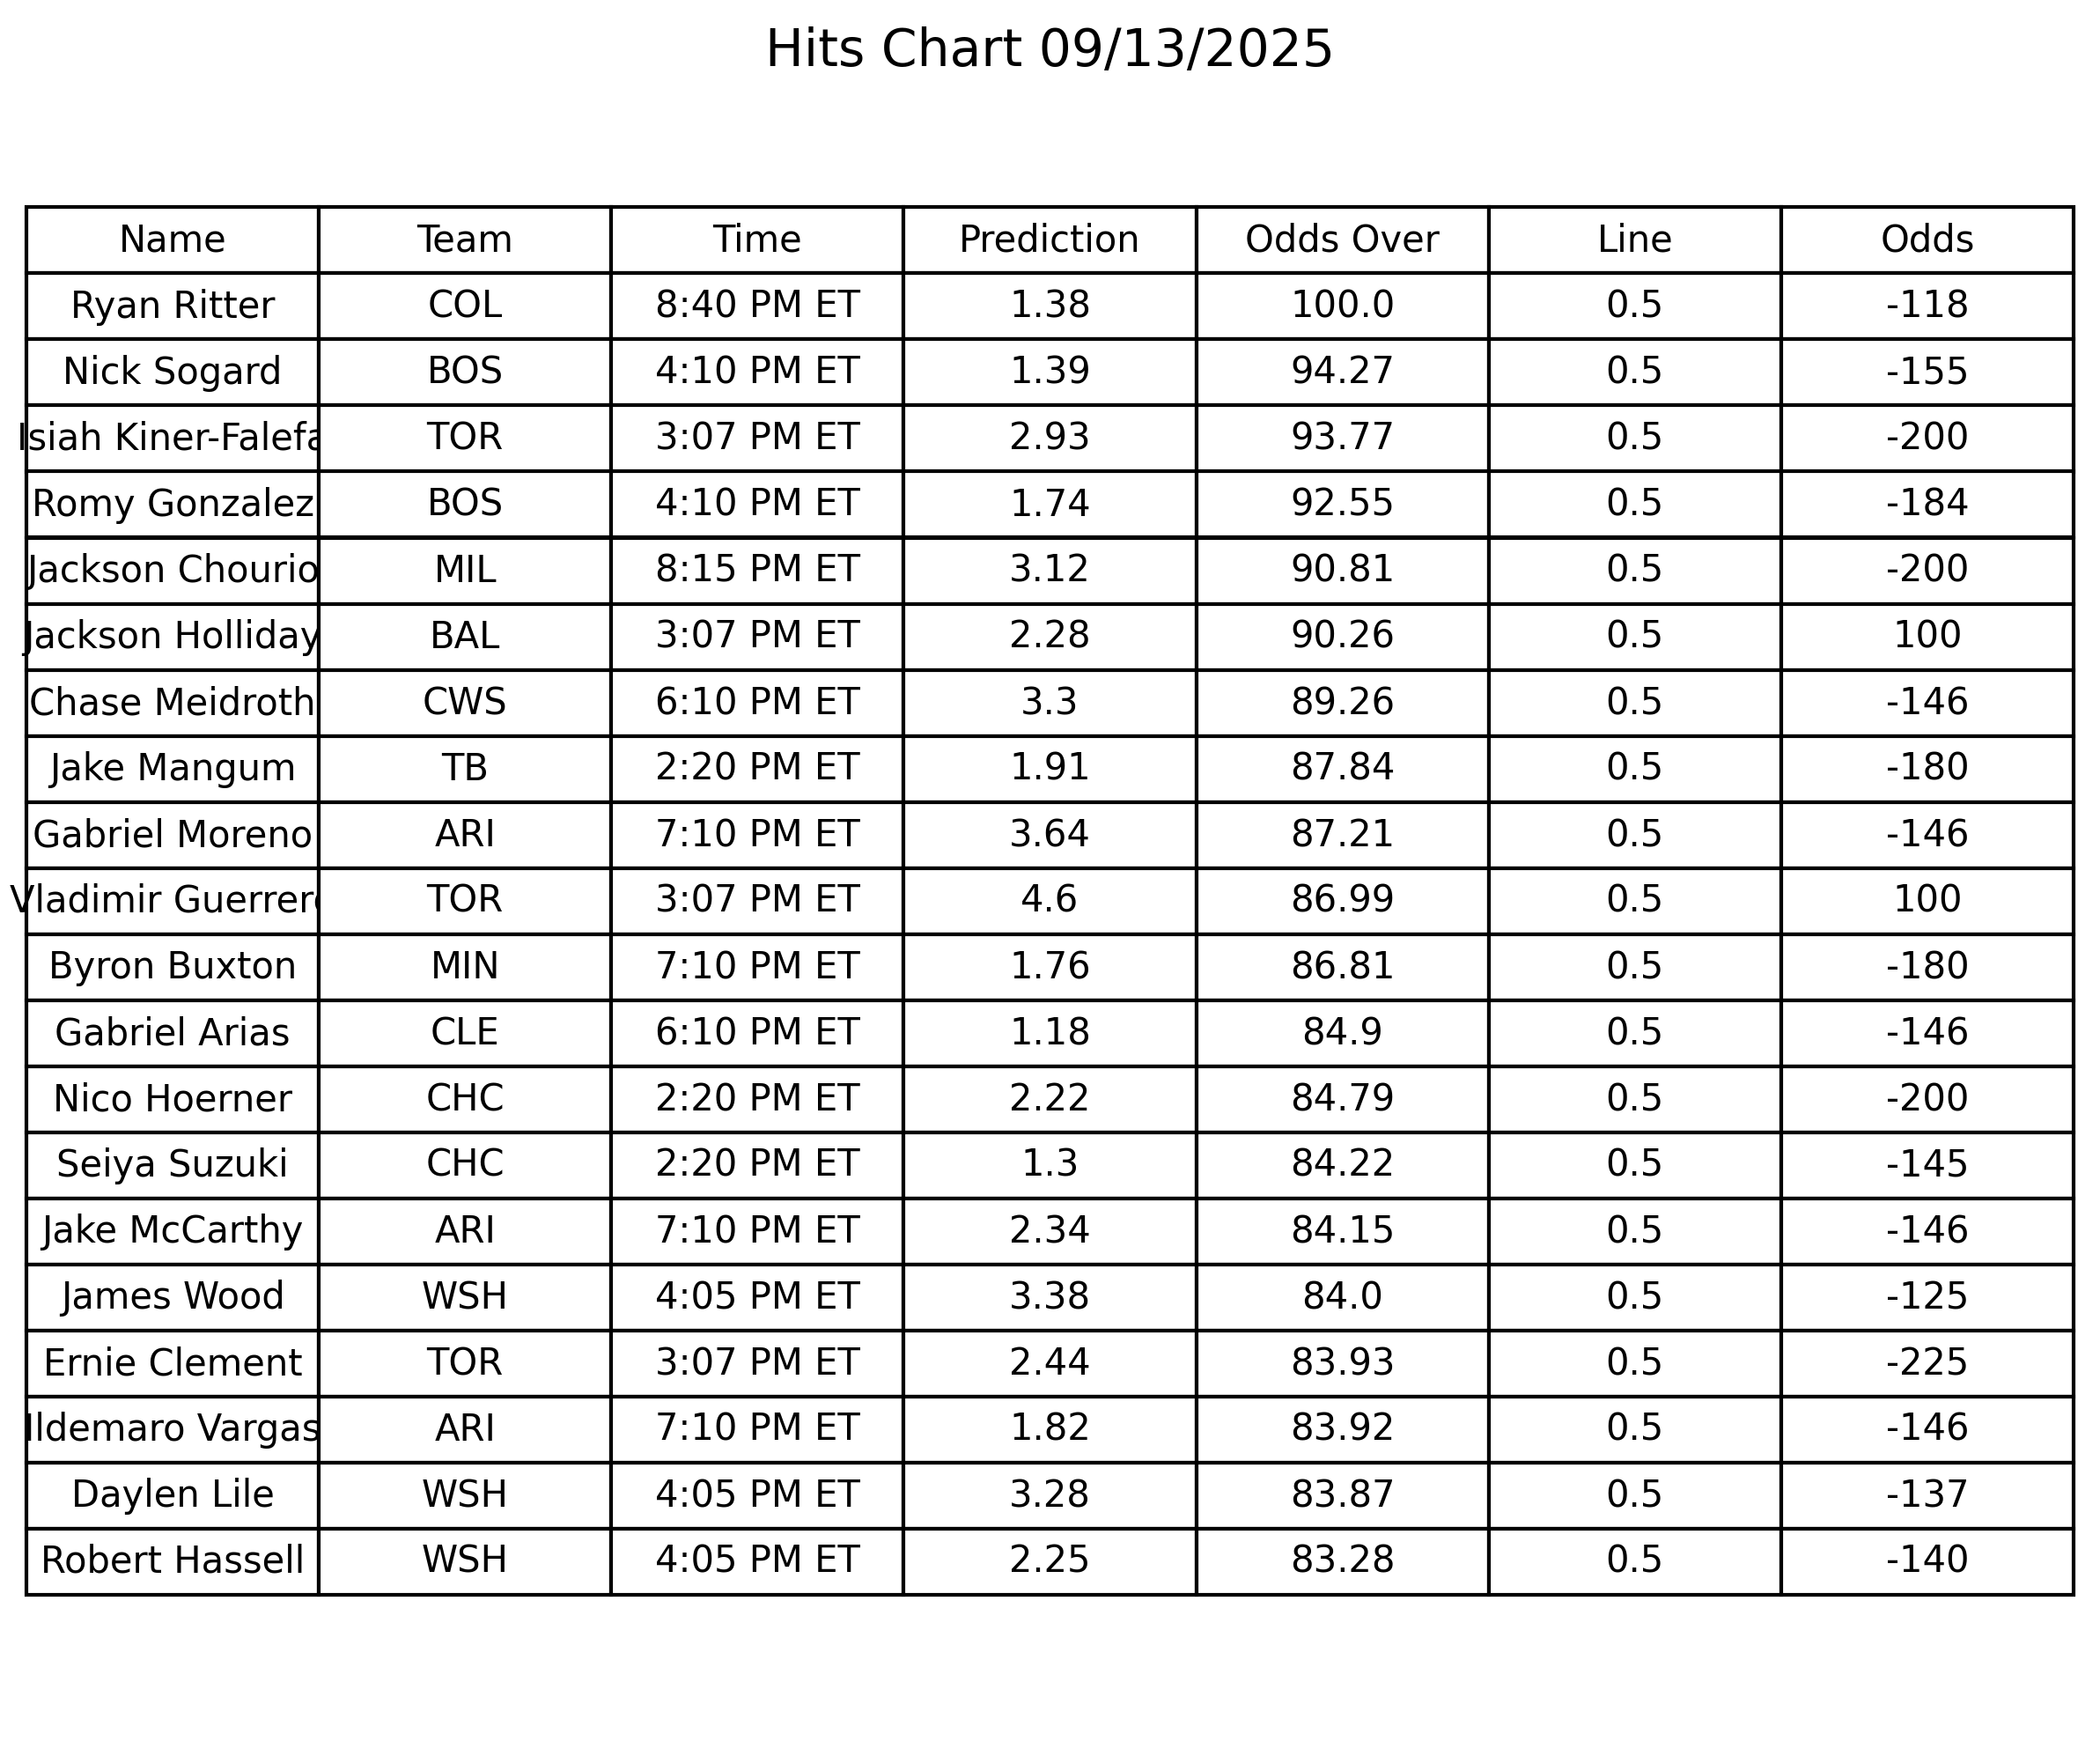 Hits Chart 09/13/2025
Name Team Time Prediction Odds Over Line Odds
Ryan Ritter COL 8:40 PM ET 1.38 100.0 0.5 -118
Nick Sogard BOS 4:10 PM ET 1.39 94.27 0.5 -155
Isiah Kiner-Falefa TOR 3:07 PM ET 2.93 93.77 0.5 -200
Romy Gonzalez BOS 4:10 PM ET 1.74 92.55 0.5 -184
Jackson Chourio MIL 8:15 PM ET 3.12 90.81 0.5 -200
Jackson Holliday BAL 3:07 PM ET 2.28 90.26 0.5 100
Chase Meidroth CWS 6:10 PM ET 3.3 89.26 0.5 -146
Jake Mangum TB 2:20 PM ET 1.91 87.84 0.5 -180
Gabriel Moreno ARI 7:10 PM ET 3.64 87.21 0.5 -146
Vladimir Guerrero TOR 3:07 PM ET 4.6 86.99 0.5 100
Byron Buxton MIN 7:10 PM ET 1.76 86.81 0.5 -180
Gabriel Arias CLE 6:10 PM ET 1.18 84.9 0.5 -146
Nico Hoerner CHC 2:20 PM ET 2.22 84.79 0.5 -200
Seiya Suzuki CHC 2:20 PM ET 1.3 84.22 0.5 -145
Jake McCarthy ARI 7:10 PM ET 2.34 84.15 0.5 -146
James Wood WSH 4:05 PM ET 3.38 84.0 0.5 -125
Ernie Clement TOR 3:07 PM ET 2.44 83.93 0.5 -225
Ildemaro Vargas ARI 7:10 PM ET 1.82 83.92 0.5 -146
Daylen Lile WSH 4:05 PM ET 3.28 83.87 0.5 -137
Robert Hassell WSH 4:05 PM ET 2.25 83.28 0.5 -140